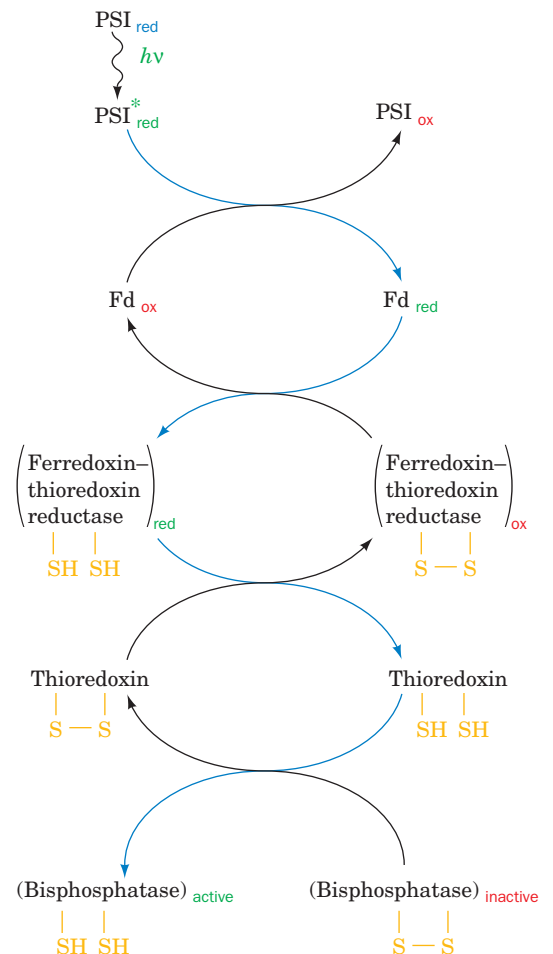 PSI red
hν
PSI* red
PSI ox
Fd ox
Fd red
Ferredoxin–
thioredoxin
reductase
red
SH SH
Ferredoxin–
thioredoxin
reductase
ox
S — S
Thioredoxin
S — S
Thioredoxin
SH SH
(Bisphosphatase) active
SH SH
(Bisphosphatase) inactive
S — S